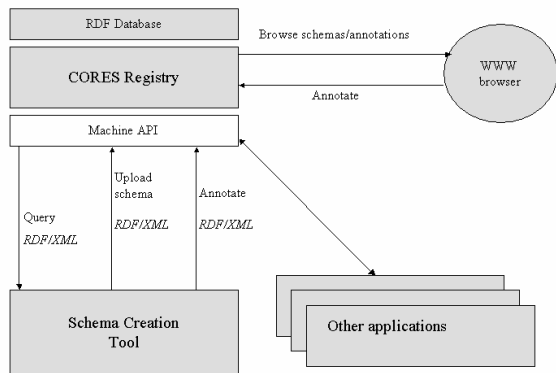 RDF Database
Browse schemas/annotations
CORES Registry
WWW
browser
Annotate
Machine API
Upload
schema
Annotate
Query
RDF/XML
RDF/XML
RDF/XML
Schema Creation
Tool
Other applications